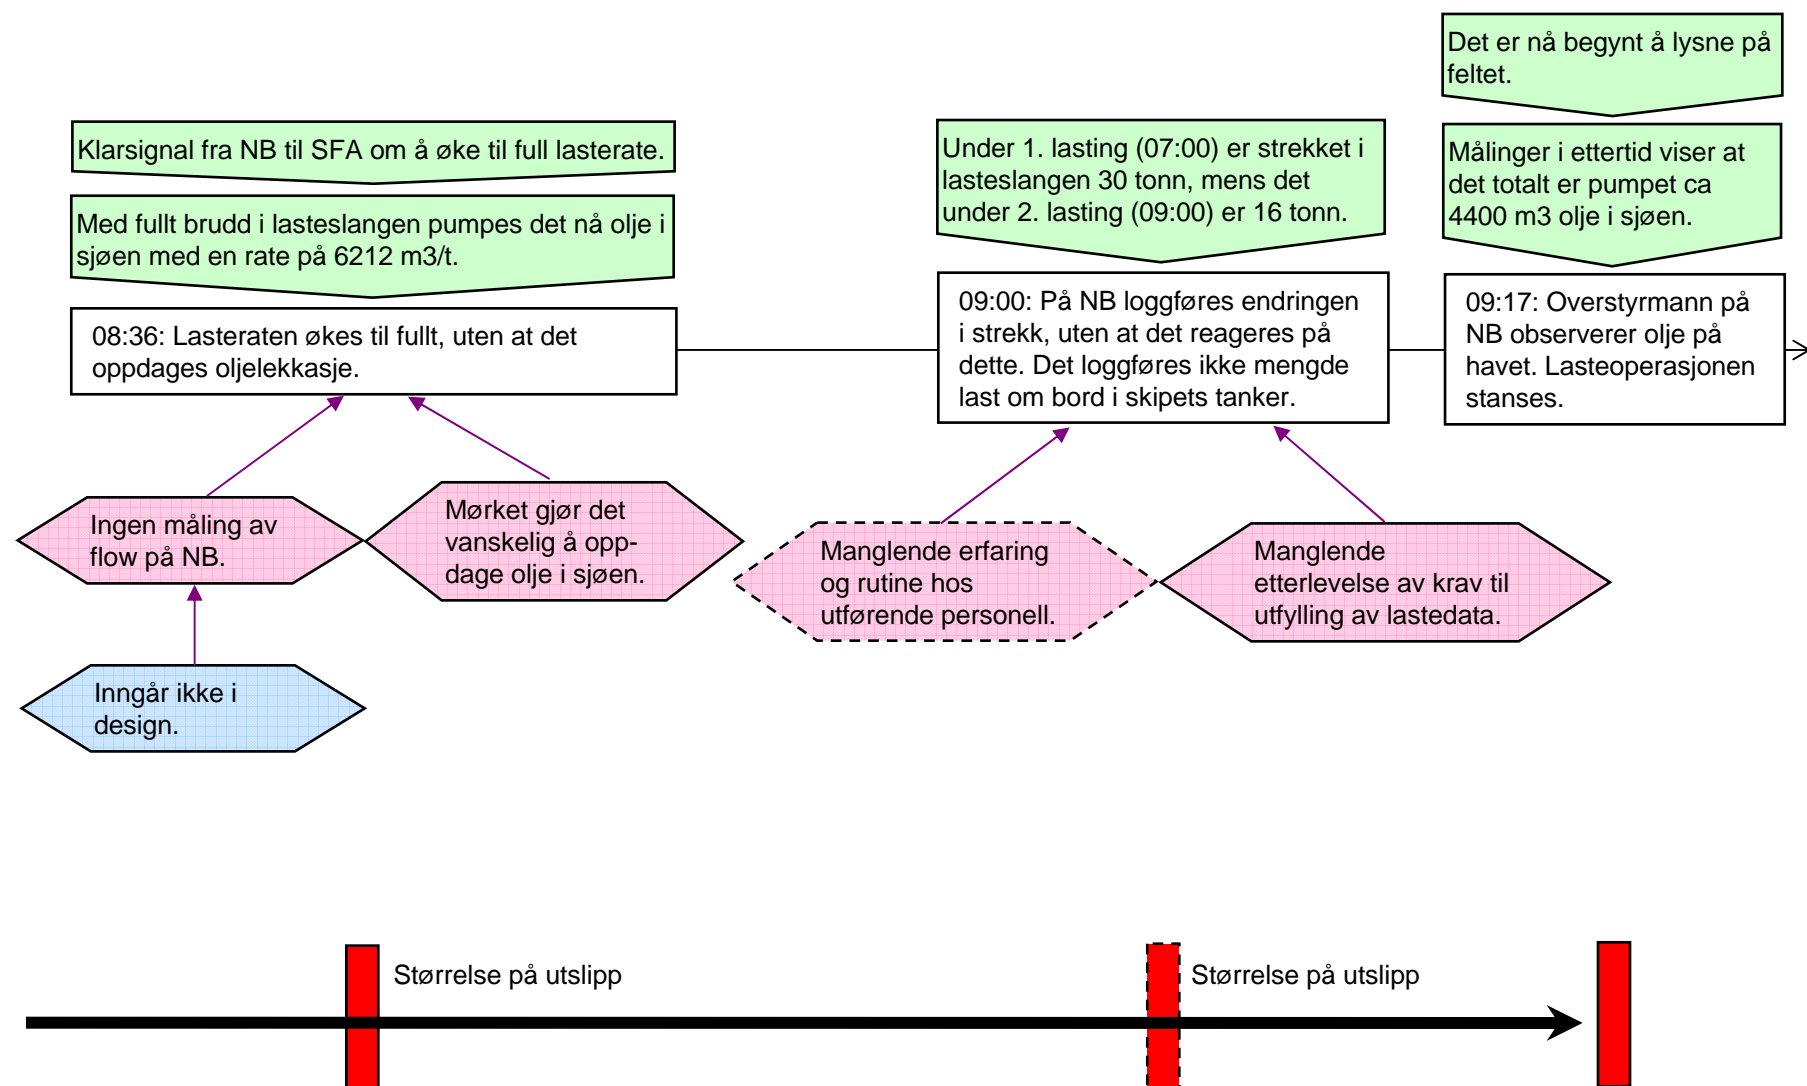 Det er nå begynt å lysne på
feltet.
Klarsignal fra NB til SFA om å øke til full lasterate.
Under 1. lasting (07:00) er strekket i
lasteslangen 30 tonn, mens det
under 2. lasting (09:00) er 16 tonn.
Målinger i ettertid viser at
det totalt er pumpet ca
4400 m3 olje i sjøen.
Med fullt brudd i lasteslangen pumpes det nå olje i
sjøen med en rate på 6212 m3/t.
08:36: Lasteraten økes til fullt, uten at det
oppdages oljelekkasje.
09:00: På NB loggføres endringen
i strekk, uten at det reageres på
dette. Det loggføres ikke mengde
last om bord i skipets tanker.
09:17: Overstyrmann på
NB observerer olje på
havet. Lasteoperasjonen
stanses.
Ingen måling av
flow på NB.
Mørket gjør det
vanskelig å opp-
dage olje i sjøen.
Manglende erfaring
og rutine hos
utførende personell.
Manglende
etterlevelse av krav til
utfylling av lastedata.
Inngår ikke i
design.
Størrelse på utslipp
Størrelse på utslipp